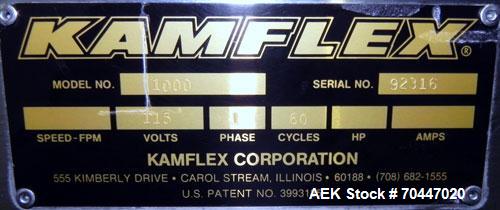 KAMFLEX®
MODEL NO. 1000 SERIAL NO. 92316
115 1 60
SPEED-FPM VOLTS PHASE CYCLES HP AMPS
KAMFLEX CORPORATION
555 KIMBERLY DRIVE • CAROL STREAM, ILLINOIS • 60188 • (708) 682-1555
U.S. PATENT NO.
AEK Stock # 70447020